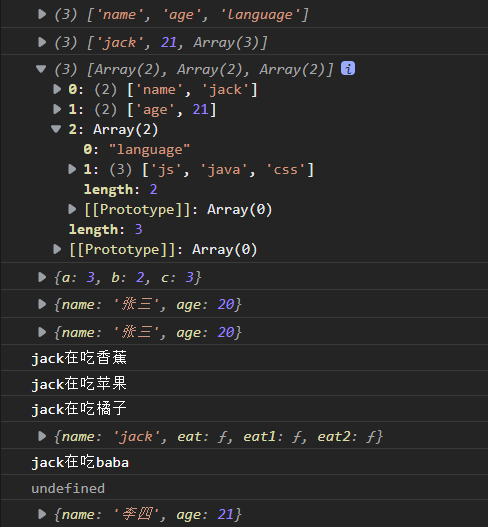 (3) ['name', 'age', 'language']
(3) ['jack', 21, Array(3)]
(3) [Array(2), Array(2), Array(2)] i
0: (2) ['name', 'jack']
1: (2) ['age', 21]
2: Array(2)
0: "language"
1: (3) ['js', 'java', 'css']
length: 2
[[Prototype]]: Array(0)
length: 3
[[Prototype]]: Array(0)
{a: 3, b: 2, c: 3}
{name: '张三', age: 20}
{name: '张三', age: 20}
jack在吃香蕉
jack在吃苹果
jack在吃橘子
{name: 'jack', eat: ƒ, eat1: ƒ, eat2: ƒ}
jack在吃baba
undefined
{name: '李四', age: 21}